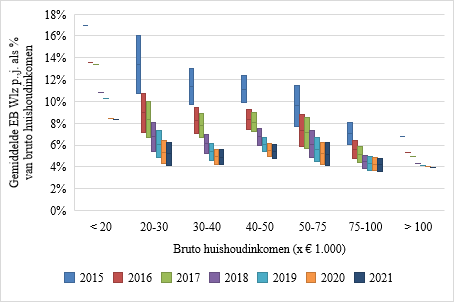 18%
16%
14%
12%
10%
8%
6%
4%
2%
0%
Gemiddelde EB Wlz p.j. als %
van bruto huishoudinkomen
< 20 20-30 30-40 40-50 50-75 75-100 > 100
Bruto huishoudinkomen (x € 1.000)
2015 2016 2017 2018 2019 2020 2021